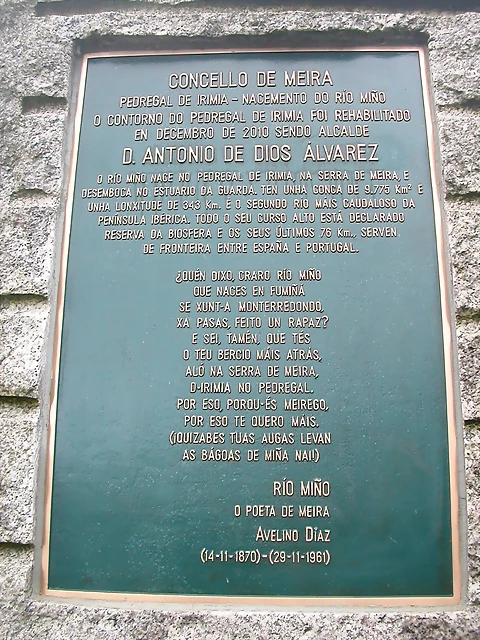 CONCELLO DE MEIRA
PEDREGAL DE IRIMIA - NACEMENTO DO RÍO MIÑO
O CONTORNO DO PEDREGAL DE IRIMIA FOI REHABILITADO
EN DECEMBRO DE 2010 SENDO ALCALDE
D. ANTONIO DE DIOS ÁLVAREZ
O RIO MIÑO NACE NO PEDREGAL DE IRIMIA, NA SERRA DE MEIRA, E
DESEMBOCA NO ESTUARIO DA GUARDA. TEN UNHA CONCA DE 9.775 Km² E
UNHA LONXITUDE DE 343 Km. E O SEGUNDO RIO MÁIS CAUDALOSO DA
PENÍNSULA IBERICA. TODO O SEU CURSO ALTO ESTÁ DECLARADO
RESERVA DA BIOSFERA E OS SEUS ÚLTIMOS 76 Km., SERVEN
DE FRONTEIRA ENTRE ESPAÑA E PORTUGAL.
¿QUÉN DIXO, CRARO RÍO MIÑO
QUE NACES EN FUMIÑÁ
SE XUNT-A MONTERREDONDO,
XA PASAS, FEITO UN RAPAZ?
E SEI, TAMÉN, QUE TÉS
O TEU BERCIO MÁIS ATRÁS,
ALÓ NA SERRA DE MEIRA,
D-IRIMIA NO PEDREGAL.
POR ESO, PORQU-ÉS MEIREGO,
POR ESO TE QUERO MÁIS.
(¡QUIZABES TUAS AUGAS LEVAN
AS BÁGOAS DE MIÑA NAI!)
RÍO MIÑO
O POETA DE MEIRA
AVELINO DÍAZ
(14-11-1870)-(29-11-1961)